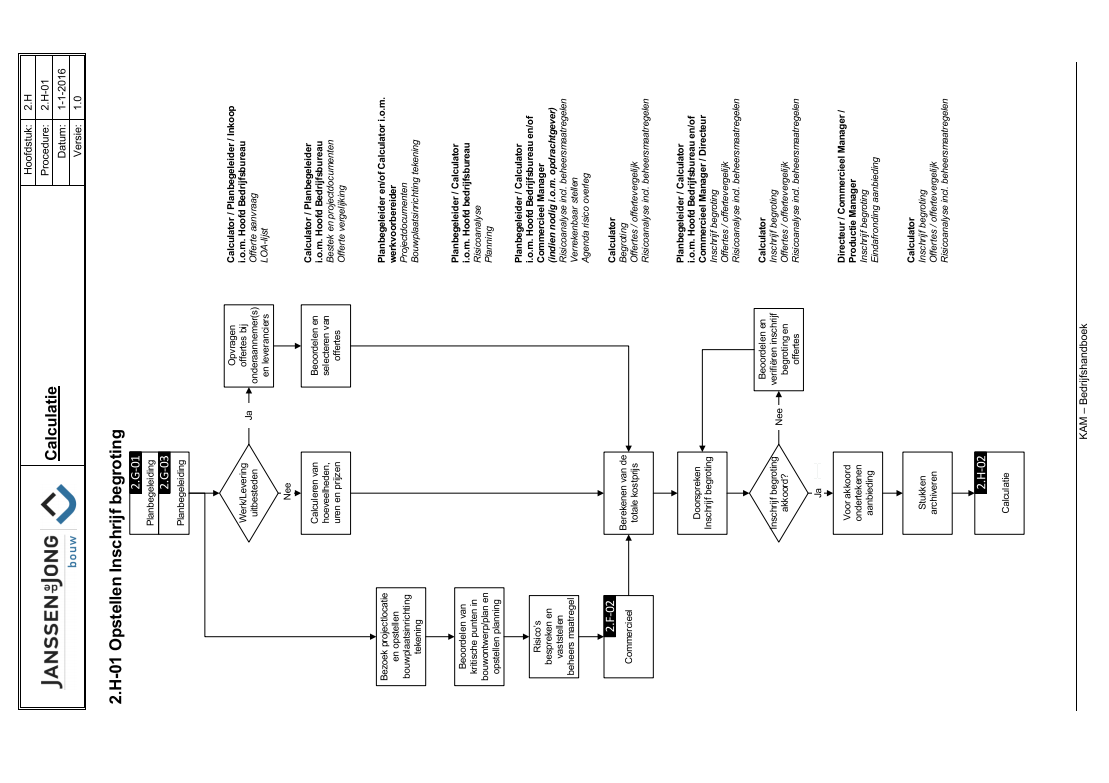 JANSSEN DE JONG
bouw
Calculatie
Hoofdstuk: 2.H
Procedure: 2.H-01
Datum: 1-1-2016
Versie: 1.0
2.H-01 Opstellen Inschrijf begroting
2.G-01
Planbegeleiding
2.G-03
Planbegeleiding
Werk/Levering
uitbesteden
Ja
Nee
Opvragen
offertes bij
onderaannemer(s)
en leveranciers
Calculator / Planbegeleider / Inkoop
i.o.m. Hoofd Bedrijfsbureau
Offerte aanvraag
LOA-lijst
Calculeren van
hoeveelheden,
uren en prijzen
Beoordelen en
selecteren van
offertes
Calculator / Planbegeleider
i.o.m. Hoofd Bedrijfsbureau
Bestek en projectdocumenten
Offerte vergelijking
Bezoek projectlocatie
en opstellen
bouwplaatsinrichting
tekening
Planbegeleider en/of Calculator i.o.m.
werkvoorbereider
Projectdocumenten
Bouwplaatsinrichting tekening
Beoordelen van
kritische punten in
bouwontwerp/plan en
opstellen planning
Planbegeleider / Calculator
i.o.m. Hoofd bedrijfsbureau
Risicoanalyse
Planning
Risico's
bespreken en
vaststellen
beheers maatregel
Planbegeleider / Calculator
i.o.m. Hoofd Bedrijfsbureau en/of
Commercieel Manager
(indien nodig i.o.m. opdrachtgever)
Risicoanalyse incl. beheersmaatregelen
Verrekenbaar stellen
Agenda risico overleg
2.F-02
Commercieel
Berekenen van de
totale kostprijs
Calculator
Begroting
Offertes / offertevergelijk
Risicoanalyse incl. beheersmaatregelen
Doorspreken
Inschrijf begroting
Planbegeleider / Calculator
i.o.m. Hoofd Bedrijfsbureau en/of
Commercieel Manager / Directeur
Inschrijf begroting
Offertes / offertevergelijk
Risicoanalyse incl. beheersmaatregelen
Inschrijf begroting
akkoord?
Nee
Ja
Beoordelen en
verifiëren inschrijf
begroting en
offertes
Calculator
Inschrijf begroting
Offertes / offertevergelijk
Risicoanalyse incl. beheersmaatregelen
Voor akkoord
ondertekenen
aanbieding
Directeur / Commercieel Manager /
Productie Manager
Inschrijf begroting
Eindafronding aanbieding
Stukken
archiveren
Calculator
Inschrijf begroting
Offertes / offertevergelijk
Risicoanalyse incl. beheersmaatregelen
2.H-02
Calculatie
KAM – Bedrijfshandboek